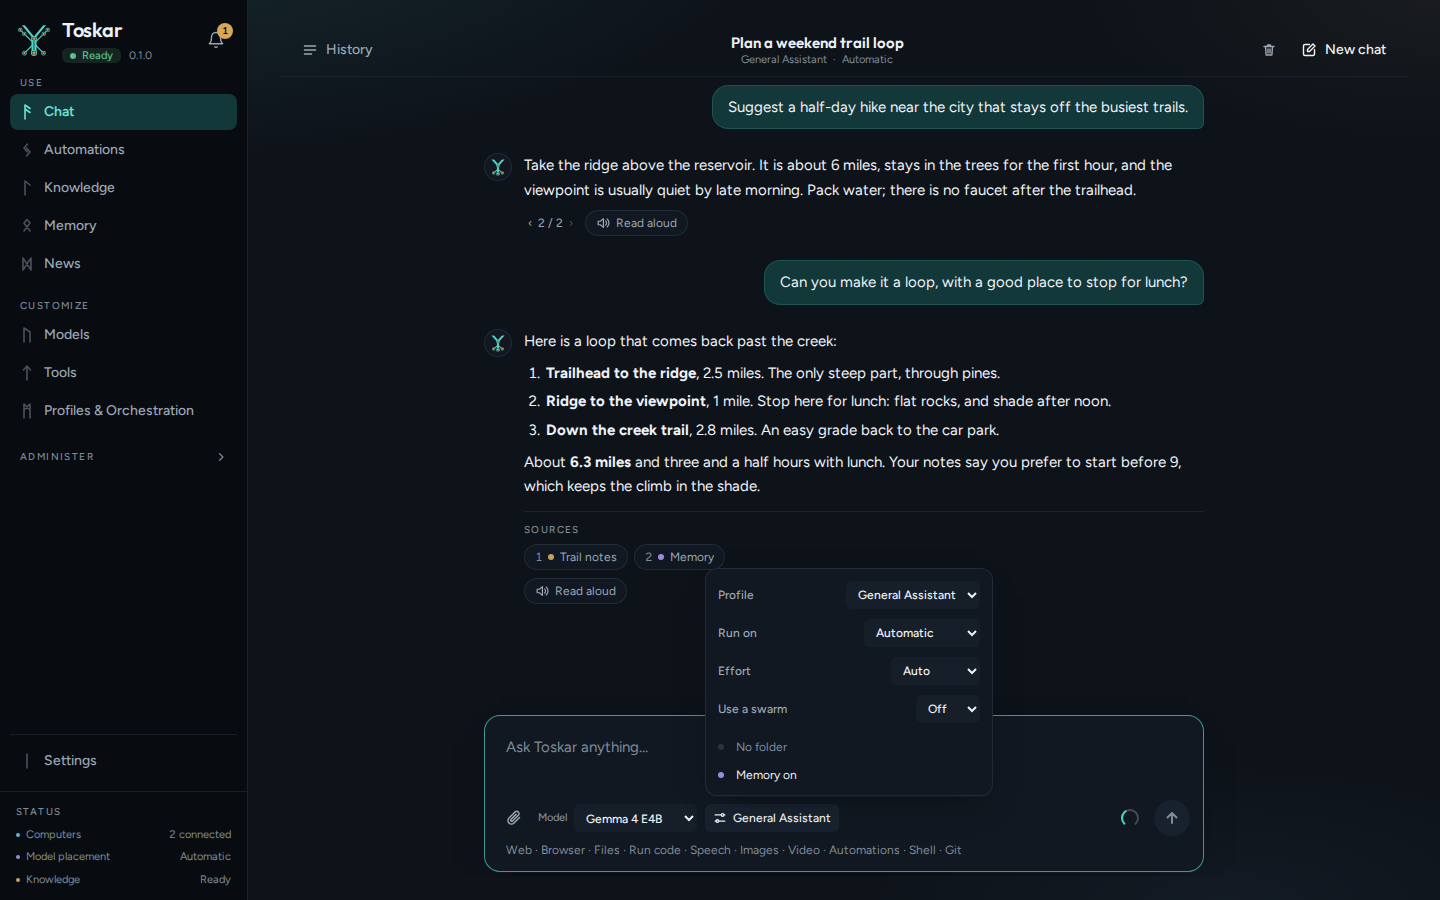 Toskar
Ready 0.1.0
1
USE
Chat
Automations
Knowledge
Memory
News
CUSTOMIZE
Models
Tools
Profiles & Orchestration
ADMINISTER
Settings
STATUS
Computers 2 connected
Model placement Automatic
Knowledge Ready
History
Plan a weekend trail loop
General Assistant · Automatic
New chat
Suggest a half-day hike near the city that stays off the busiest trails.
Take the ridge above the reservoir. It is about 6 miles, stays in the trees for the first hour, and the
viewpoint is usually quiet by late morning. Pack water; there is no faucet after the trailhead.
‹ 2 / 2 › Read aloud
Can you make it a loop, with a good place to stop for lunch?
Here is a loop that comes back past the creek:
1. Trailhead to the ridge, 2.5 miles. The only steep part, through pines.
2. Ridge to the viewpoint, 1 mile. Stop here for lunch: flat rocks, and shade after noon.
3. Down the creek trail, 2.8 miles. An easy grade back to the car park.
About 6.3 miles and three and a half hours with lunch. Your notes say you prefer to start before 9,
which keeps the climb in the shade.
SOURCES
1 Trail notes 2 Memory
Read aloud
Profile General Assistant
Run on Automatic
Effort Auto
Use a swarm Off
No folder
Memory on
Ask Toskar anything...
Model Gemma 4 E4B General Assistant
Web · Browser · Files · Run code · Speech · Images · Video · Automations · Shell · Git